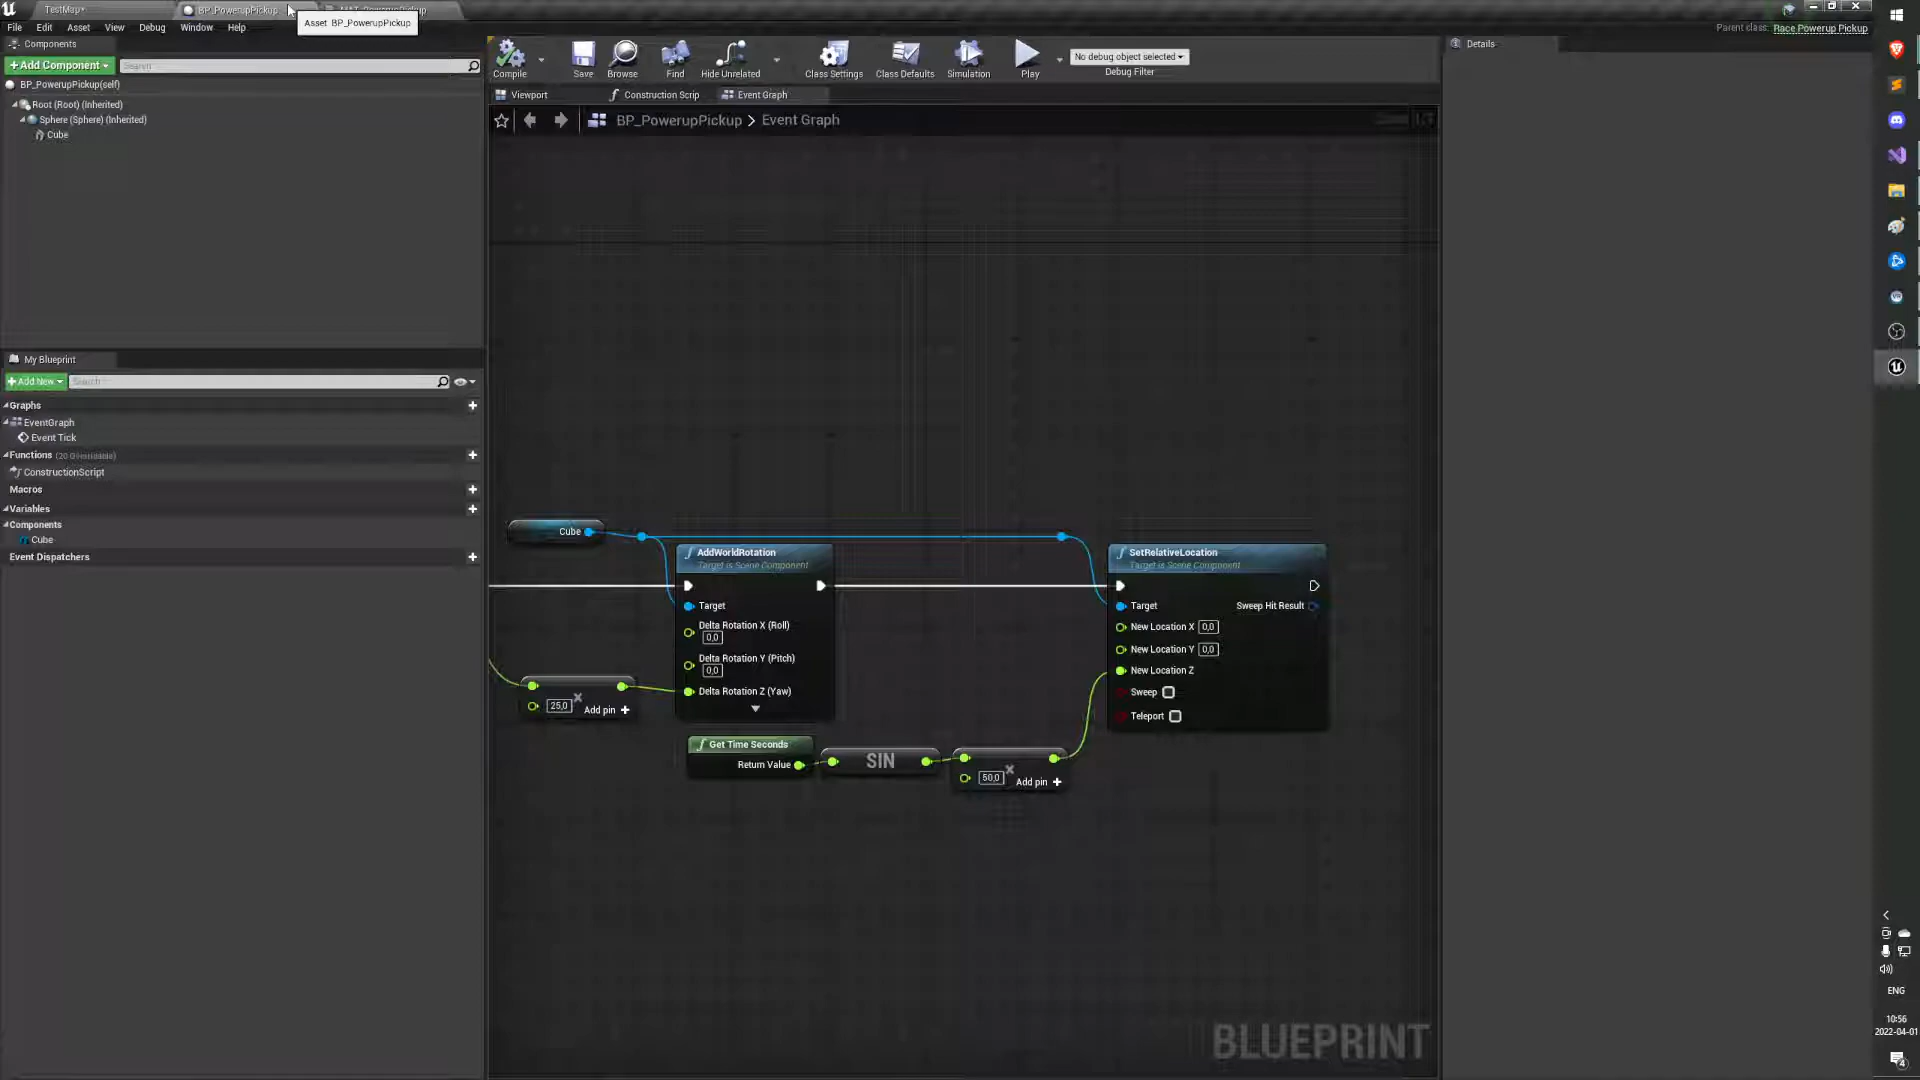 TestMap*
BP_PowerupPickup
MAT_PowerupPickup
Asset BP_PowerupPickup
File Edit Asset View Debug Window Help
Parent class: Race Powerup Pickup
Components
+Add Component
Search
BP_PowerupPickup(self)
Root (Root) (Inherited)
Sphere (Sphere) (Inherited)
Cube
My Blueprint
+Add New
Search
Graphs
EventGraph
Event Tick
Functions (20 Overridable)
ConstructionScript
Macros
Variables
Components
Cube
Event Dispatchers
Compile
Save
Browse
Find
Hide Unrelated
Class Settings
Class Defaults
Simulation
Play
No debug object selected
Debug Filter
Viewport
Construction Scrip
Event Graph
BP_PowerupPickup > Event Graph
Cube
AddWorldRotation
Target is Scene Component
Target
Delta Rotation X (Roll)
0,0
Delta Rotation Y (Pitch)
0,0
Delta Rotation Z (Yaw)
25,0
Add pin +
Get Time Seconds
Return Value
SIN
50,0
Add pin +
SetRelativeLocation
Target is Scene Component
Target
Sweep Hit Result
New Location X 0,0
New Location Y 0,0
New Location Z
Sweep
Teleport
BLUEPRINT
Details
ENG
10:56
2022-04-01
4